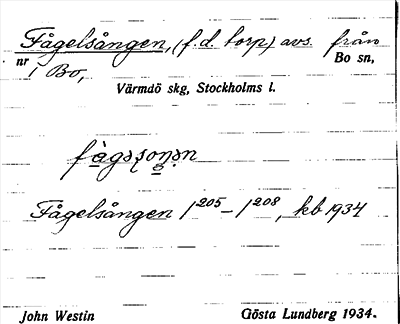 Fågelsången, (f.d. torp) avs. från
nr 1 Bo, Bo sn,
Värmdö skg, Stockholms l.
Fågelsången 1²⁰⁵–1²⁰⁸, kb 1934
John Westin Gösta Lundberg 1934.